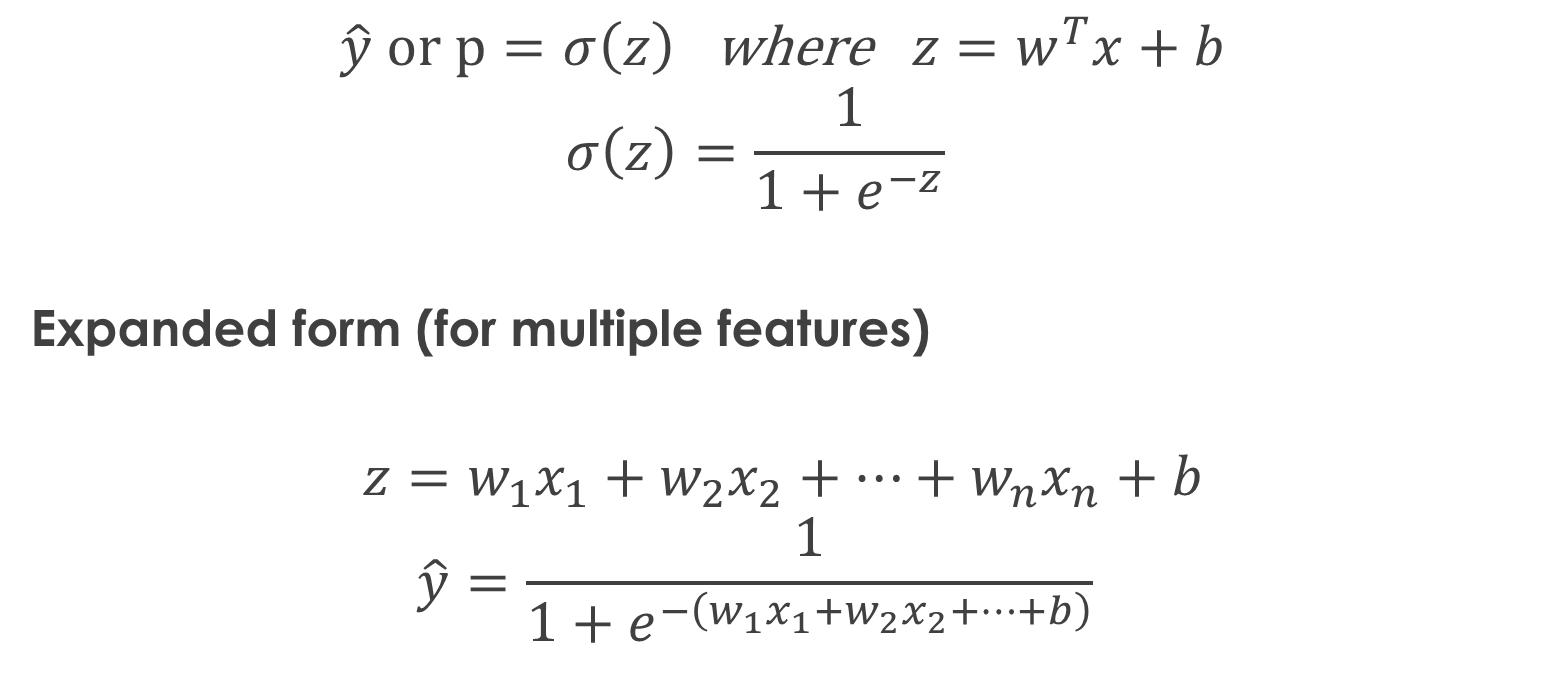 ŷ or p = σ(z) where z = wᵀx + b
σ(z) = 1 / (1 + e⁻ᶻ)
Expanded form (for multiple features)
z = w₁x₁ + w₂x₂ + ⋯ + wₙxₙ + b
ŷ = 1 / (1 + e^−(w₁x₁+w₂x₂+⋯+b))